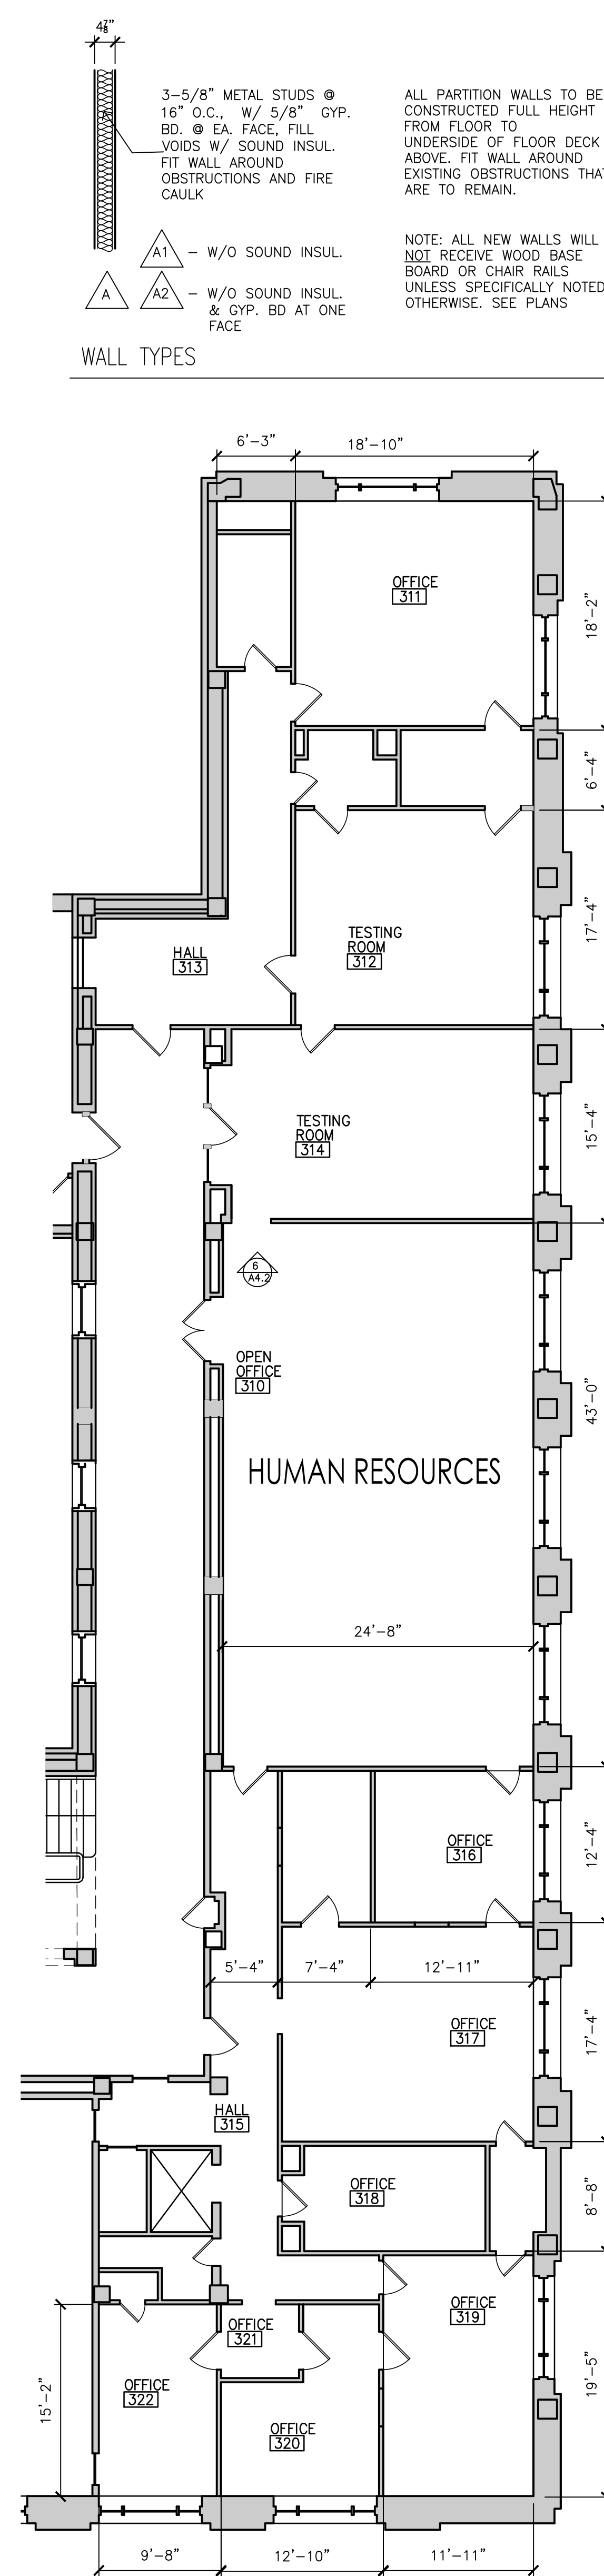 4⅞"
3-5/8" METAL STUDS @
16" O.C., W/ 5/8" GYP.
BD. @ EA. FACE, FILL
VOIDS W/ SOUND INSUL.
FIT WALL AROUND
OBSTRUCTIONS AND FIRE
CAULK
ALL PARTITION WALLS TO BE
CONSTRUCTED FULL HEIGHT
FROM FLOOR TO
UNDERSIDE OF FLOOR DECK
ABOVE. FIT WALL AROUND
EXISTING OBSTRUCTIONS THAT
ARE TO REMAIN.
A1 - W/O SOUND INSUL.
A
A2 - W/O SOUND INSUL.
& GYP. BD AT ONE
FACE
NOTE: ALL NEW WALLS WILL
NOT RECEIVE WOOD BASE
BOARD OR CHAIR RAILS
UNLESS SPECIFICALLY NOTED
OTHERWISE. SEE PLANS
WALL TYPES
6'-3"
18'-10"
OFFICE
311
18'-2"
6'-4"
17'-4"
TESTING
ROOM
312
HALL
313
TESTING
ROOM
314
15'-4"
6
A4.2
OPEN
OFFICE
310
43'-0"
HUMAN RESOURCES
24'-8"
OFFICE
316
12'-4"
5'-4"
7'-4"
12'-11"
OFFICE
317
17'-4"
HALL
315
OFFICE
318
8'-8"
OFFICE
319
OFFICE
321
OFFICE
322
15'-2"
OFFICE
320
19'-5"
9'-8"
12'-10"
11'-11"